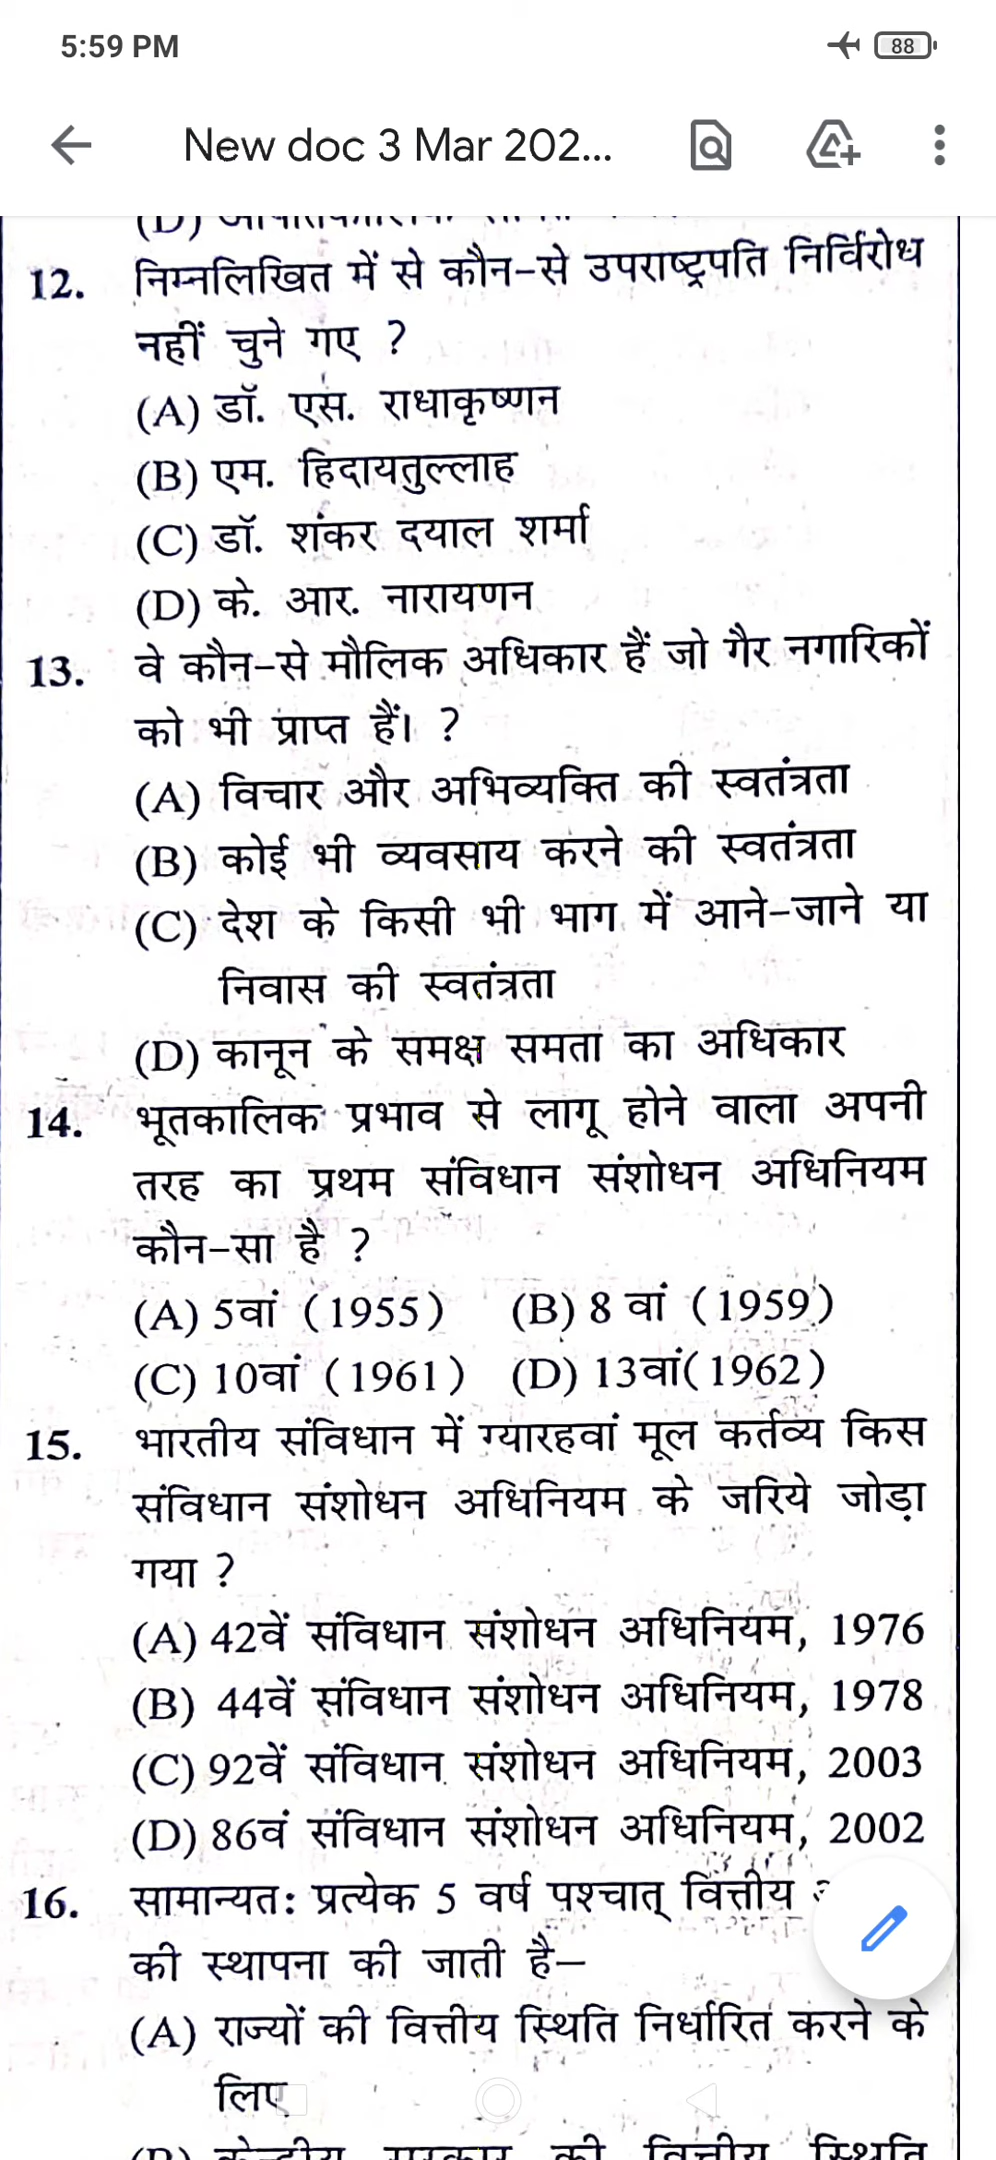 5:59 PM
88
New doc 3 Mar 202...
(D)
12. निम्नलिखित में से कौन-से उपराष्ट्रपति निर्विरोध
नहीं चुने गए ?
(A) डॉ. एस. राधाकृष्णन
(B) एम. हिदायतुल्लाह
(C) डॉ. शंकर दयाल शर्मा
(D) के. आर. नारायणन
13. वे कौन-से मौलिक अधिकार हैं जो गैर नगारिकों
को भी प्राप्त हैं। ?
(A) विचार और अभिव्यक्ति की स्वतंत्रता
(B) कोई भी व्यवसाय करने की स्वतंत्रता
(C) देश के किसी भी भाग में आने-जाने या
निवास की स्वतंत्रता
(D) कानून के समक्ष समता का अधिकार
14. भूतकालिक प्रभाव से लागू होने वाला अपनी
तरह का प्रथम संविधान संशोधन अधिनियम
कौन-सा है ?
(A) 5वां (1955) (B) 8 वां (1959)
(C) 10वां (1961) (D) 13वां(1962)
15. भारतीय संविधान में ग्यारहवां मूल कर्तव्य किस
संविधान संशोधन अधिनियम के जरिये जोड़ा
गया ?
(A) 42वें संविधान संशोधन अधिनियम, 1976
(B) 44वें संविधान संशोधन अधिनियम, 1978
(C) 92वें संविधान संशोधन अधिनियम, 2003
(D) 86वं संविधान संशोधन अधिनियम, 2002
16. सामान्यत: प्रत्येक 5 वर्ष पश्चात् वित्तीय
की स्थापना की जाती है—
(A) राज्यों की वित्तीय स्थिति निर्धारित करने के
लिए
(B) केन्द्रीय सरकार की वित्तीय स्थिति